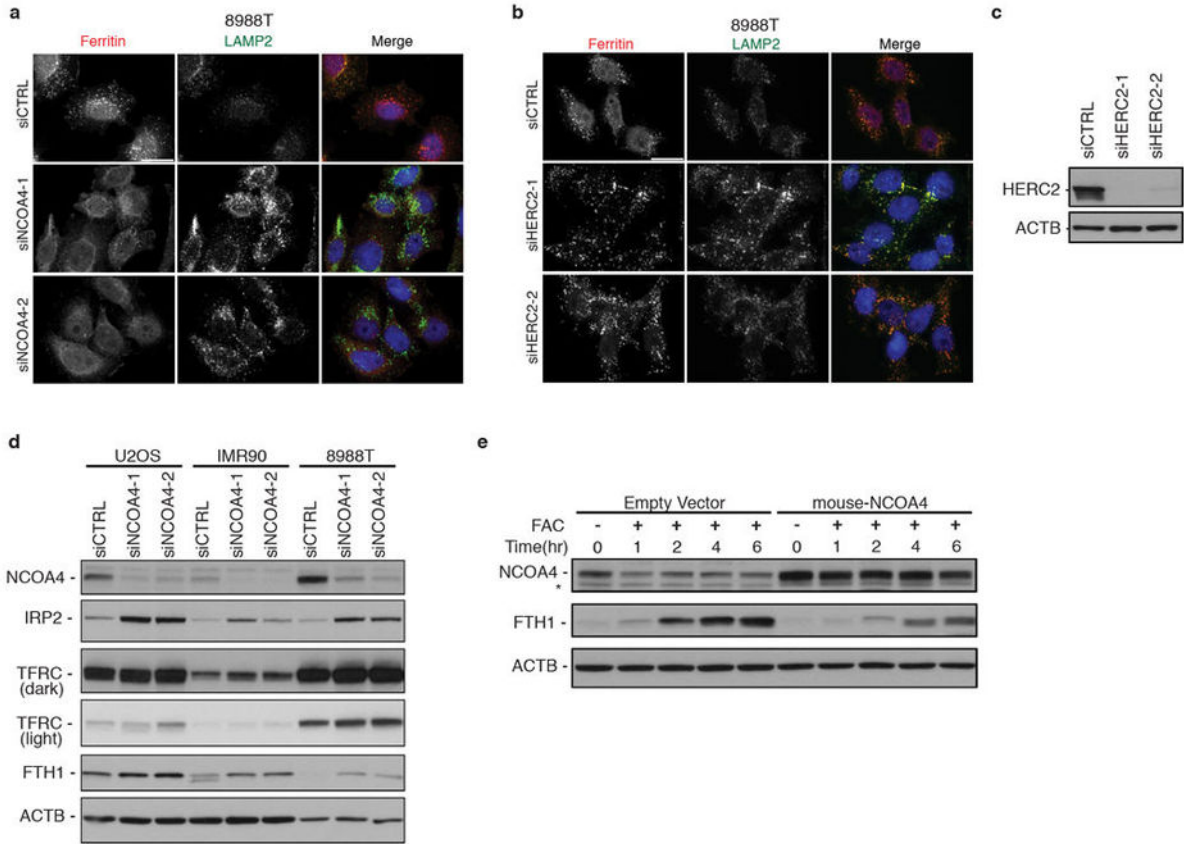 a
8988T
Ferritin LAMP2 Merge
siCTRL
siNCOA4-1
siNCOA4-2
b
8988T
Ferritin LAMP2 Merge
siCTRL
siHERC2-1
siHERC2-2
c
siCTRL siHERC2-1 siHERC2-2
HERC2 -
ACTB -
d
U2OS IMR90 8988T
siCTRL siNCOA4-1 siNCOA4-2 siCTRL siNCOA4-1 siNCOA4-2 siCTRL siNCOA4-1 siNCOA4-2
NCOA4 -
IRP2 -
TFRC -
(dark)
TFRC -
(light)
FTH1 -
ACTB -
e
Empty Vector mouse-NCOA4
FAC - + + + + - + + + +
Time(hr) 0 1 2 4 6 0 1 2 4 6
NCOA4 -
*
FTH1 -
ACTB -